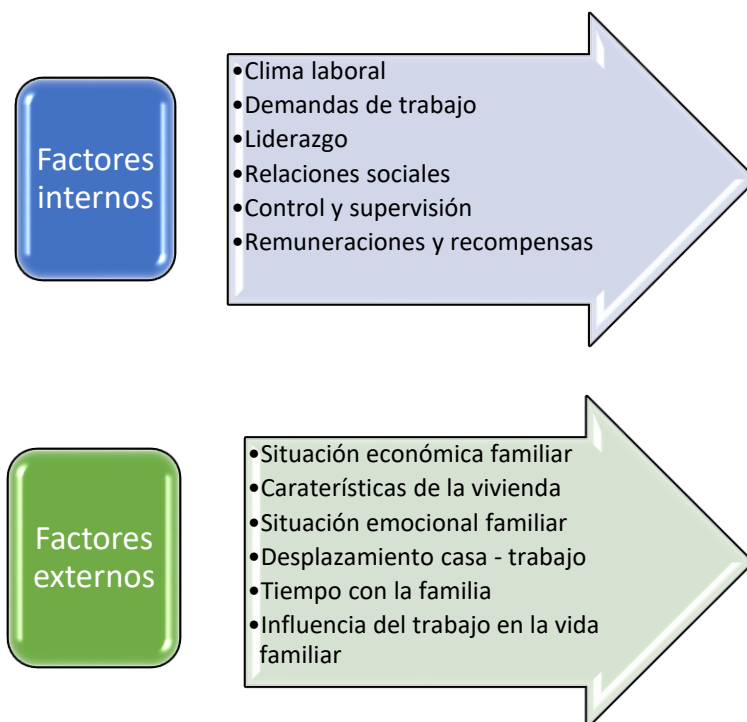 Factores
internos
•Clima laboral
•Demandas de trabajo
•Liderazgo
•Relaciones sociales
•Control y supervisión
•Remuneraciones y recompensas
Factores
externos
•Situación económica familiar
•Caraterísticas de la vivienda
•Situación emocional familiar
•Desplazamiento casa - trabajo
•Tiempo con la familia
•Influencia del trabajo en la vida
familiar